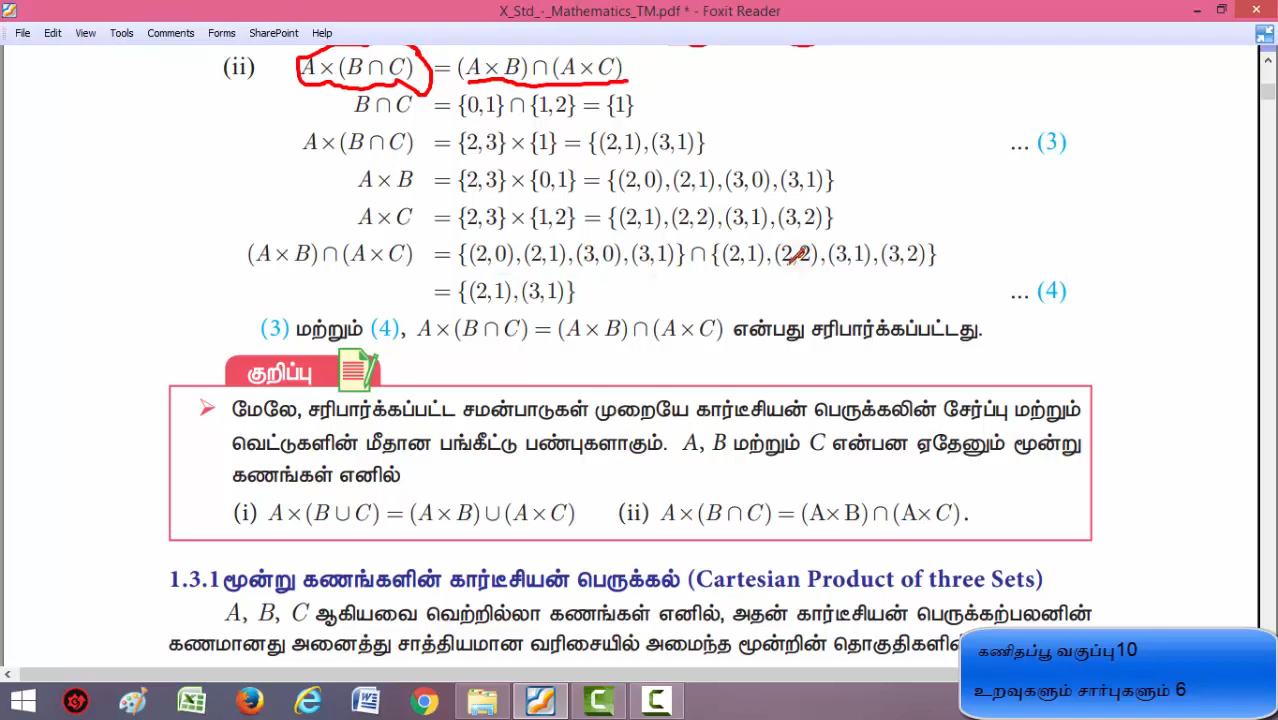 X_Std_-_Mathematics_TM.pdf * - Foxit Reader
File Edit View Tools Comments Forms SharePoint Help
(ii) A×(B∩C) = (A×B)∩(A×C)
B∩C = {0,1}∩{1,2} = {1}
A×(B∩C) = {2,3}×{1} = {(2,1),(3,1)} ... (3)
A×B = {2,3}×{0,1} = {(2,0),(2,1),(3,0),(3,1)}
A×C = {2,3}×{1,2} = {(2,1),(2,2),(3,1),(3,2)}
(A×B)∩(A×C) = {(2,0),(2,1),(3,0),(3,1)}∩{(2,1),(2,2),(3,1),(3,2)}
= {(2,1),(3,1)} ... (4)
(3) மற்றும் (4), A×(B∩C) = (A×B)∩(A×C) என்பது சரிபார்க்கப்பட்டது.
குறிப்பு
மேலே, சரிபார்க்கப்பட்ட சமன்பாடுகள் முறையே கார்டீசியன் பெருக்கலின் சேர்ப்பு மற்றும்
வெட்டுகளின் மீதான பங்கீட்டு பண்புகளாகும். A, B மற்றும் C என்பன ஏதேனும் மூன்று
கணங்கள் எனில்
(i) A×(B∪C) = (A×B)∪(A×C) (ii) A×(B∩C) = (A×B)∩(A×C).
1.3.1 மூன்று கணங்களின் கார்டீசியன் பெருக்கல் (Cartesian Product of three Sets)
A, B, C ஆகியவை வெற்றில்லா கணங்கள் எனில், அதன் கார்டீசியன் பெருக்கற்பலனின்
கணமானது அனைத்து சாத்தியமான வரிசையில் அமைந்த மூன்றின்
கணிதப்பூ வகுப்பு10
உறவுகளும் சார்புகளும் 6